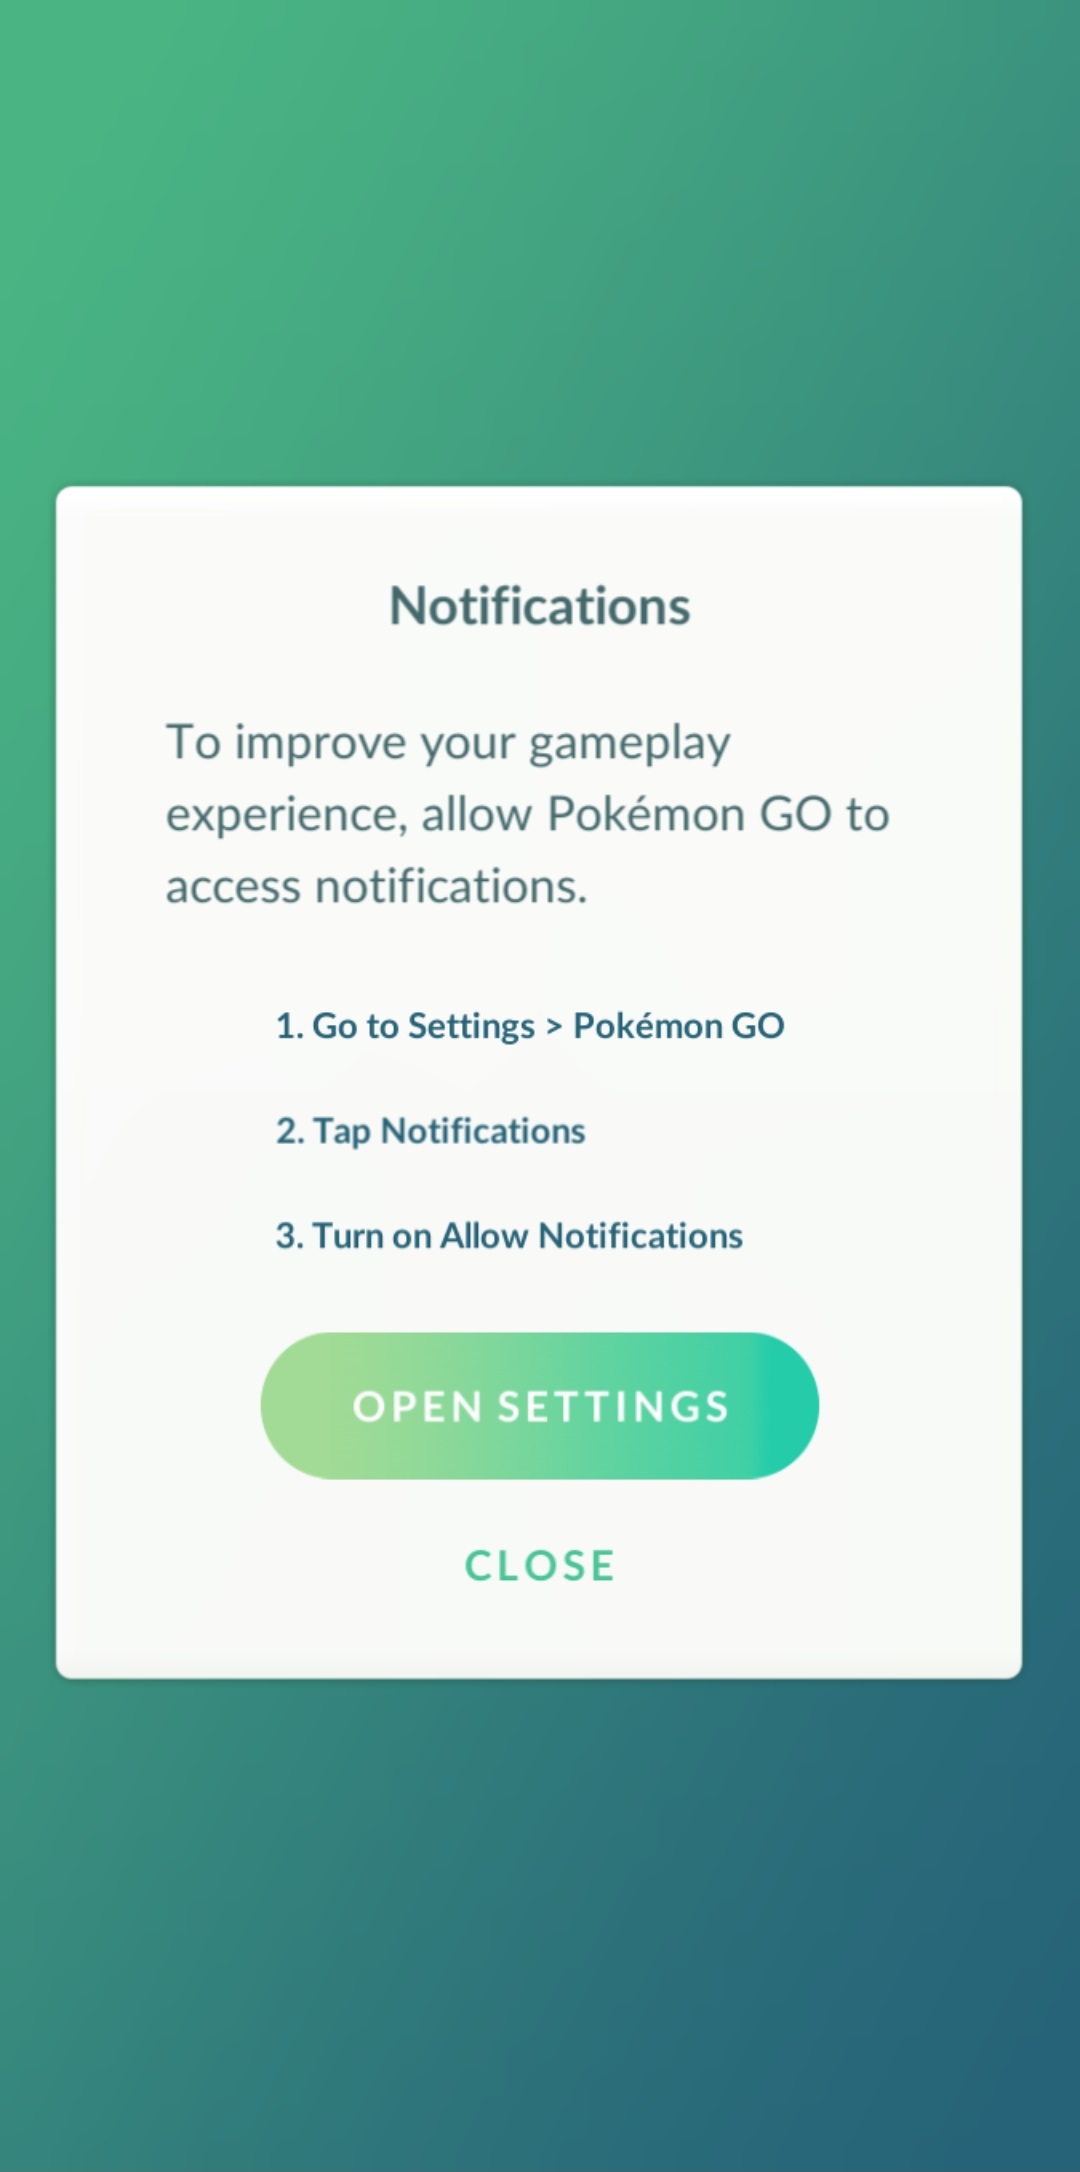 Notifications
To improve your gameplay
experience, allow Pokémon GO to
access notifications.
1. Go to Settings > Pokémon GO
2. Tap Notifications
3. Turn on Allow Notifications
OPEN SETTINGS
CLOSE